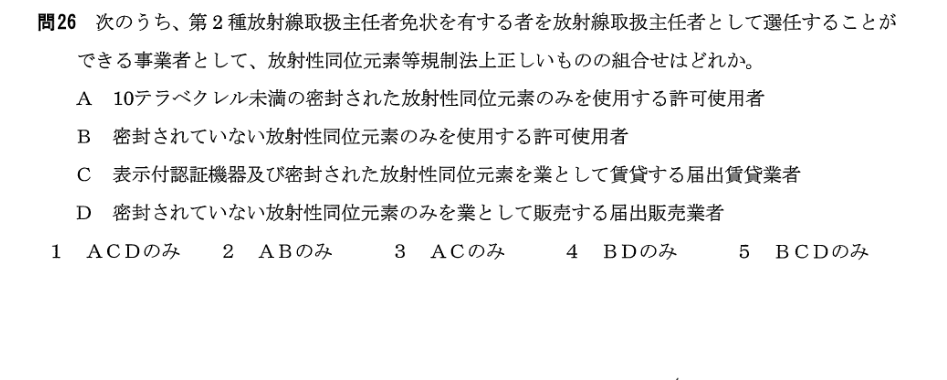 問26　次のうち、第２種放射線取扱主任者免状を有する者を放射線取扱主任者として選任することが
できる事業者として、放射性同位元素等規制法上正しいものの組合せはどれか。
A　10テラベクレル未満の密封された放射性同位元素のみを使用する許可使用者
B　密封されていない放射性同位元素のみを使用する許可使用者
C　表示付認証機器及び密封された放射性同位元素を業として賃貸する届出賃貸業者
D　密封されていない放射性同位元素のみを業として販売する届出販売業者
1　ＡＣＤのみ　　2　ＡＢのみ　　3　ＡＣのみ　　4　ＢＤのみ　　5　ＢＣＤのみ